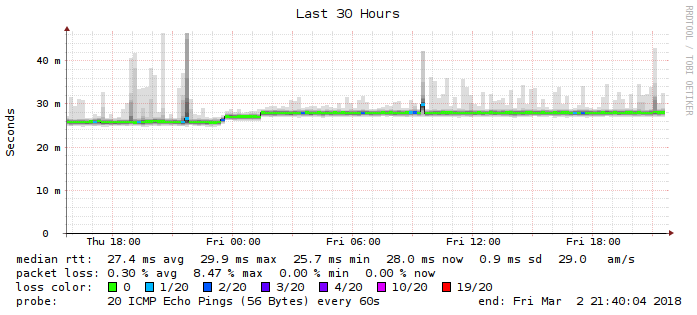 Last 30 Hours
RRDTOOL / TOBI OETIKER
Seconds
40 m
30 m
20 m
10 m
0
Thu 18:00 Fri 00:00 Fri 06:00 Fri 12:00 Fri 18:00
median rtt: 27.4 ms avg 29.9 ms max 25.7 ms min 28.0 ms now 0.9 ms sd 29.0 am/s
packet loss: 0.30 % avg 8.47 % max 0.00 % min 0.00 % now
loss color: 0 1/20 2/20 3/20 4/20 10/20 19/20
probe: 20 ICMP Echo Pings (56 Bytes) every 60s end: Fri Mar 2 21:40:04 2018